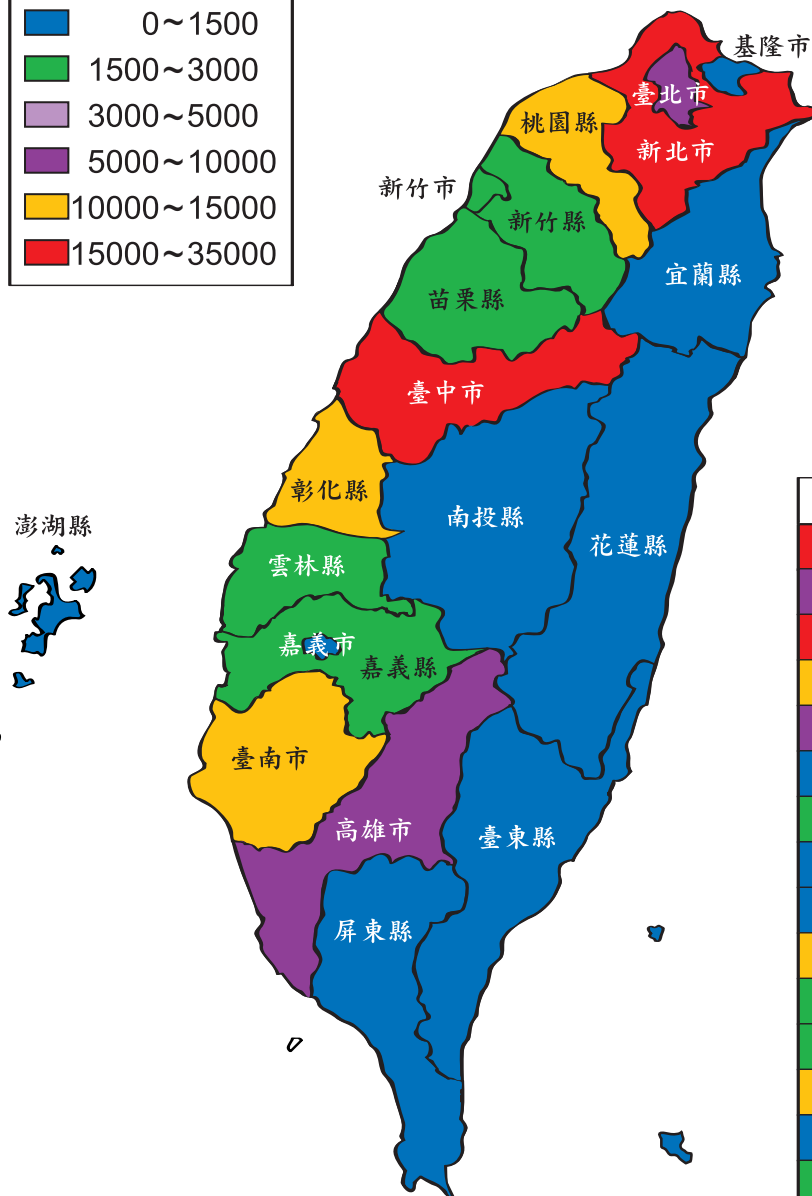 0~1500
1500~3000
3000~5000
5000~10000
10000~15000
15000~35000
基隆市
臺北市
桃園縣
新北市
新竹市
新竹縣
宜蘭縣
苗栗縣
臺中市
彰化縣
南投縣
澎湖縣
花蓮縣
雲林縣
嘉義市
嘉義縣
臺南市
高雄市
臺東縣
屏東縣